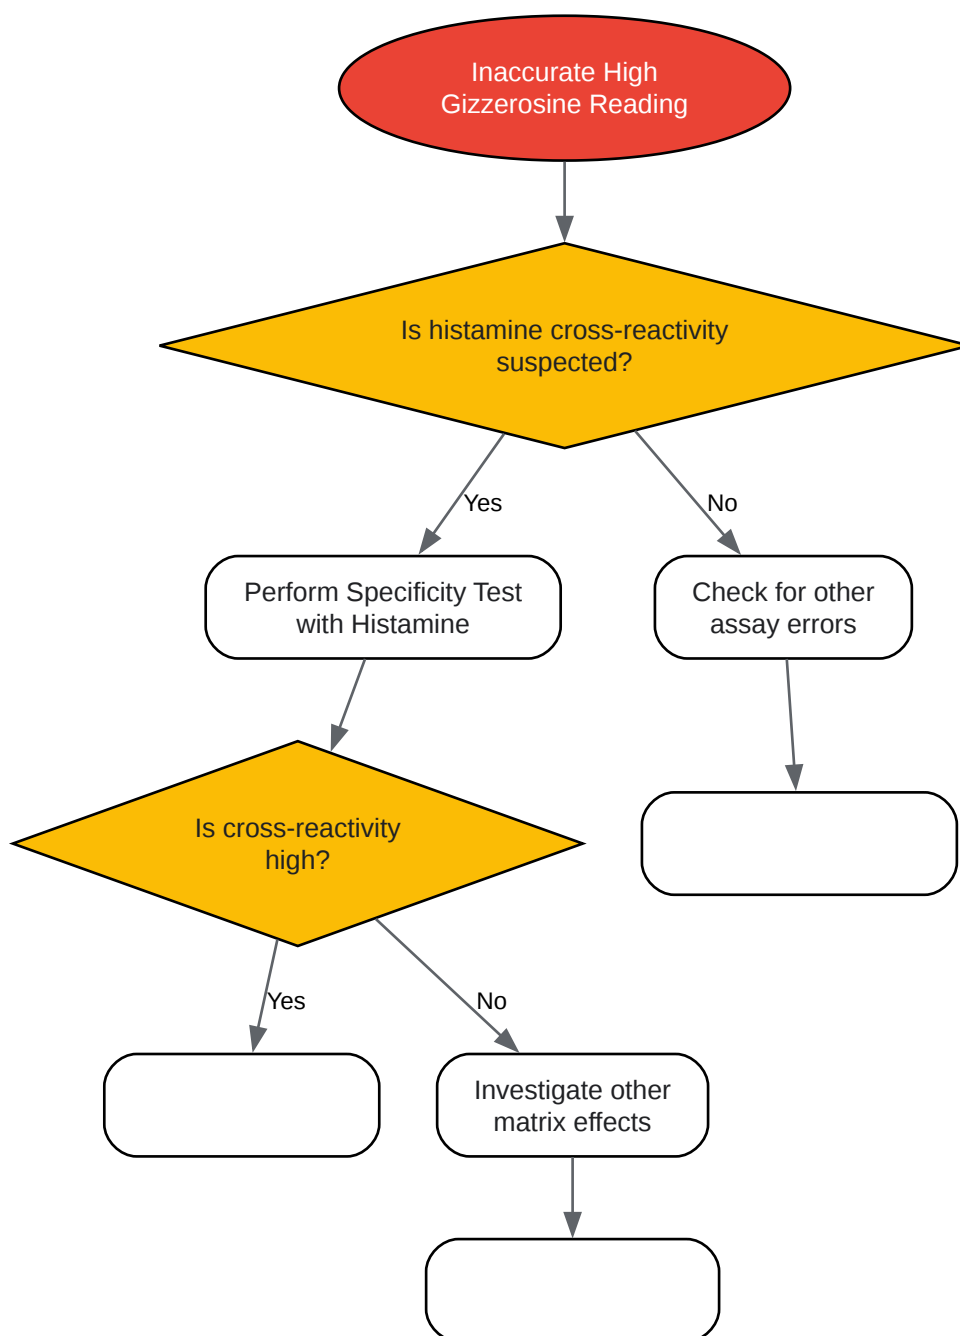 Inaccurate High
Gizzerosine Reading
Is histamine cross-reactivity
suspected?
Yes
No
Perform Specificity Test
with Histamine
Check for other
assay errors
Is cross-reactivity
high?
Yes
No
Investigate other
matrix effects